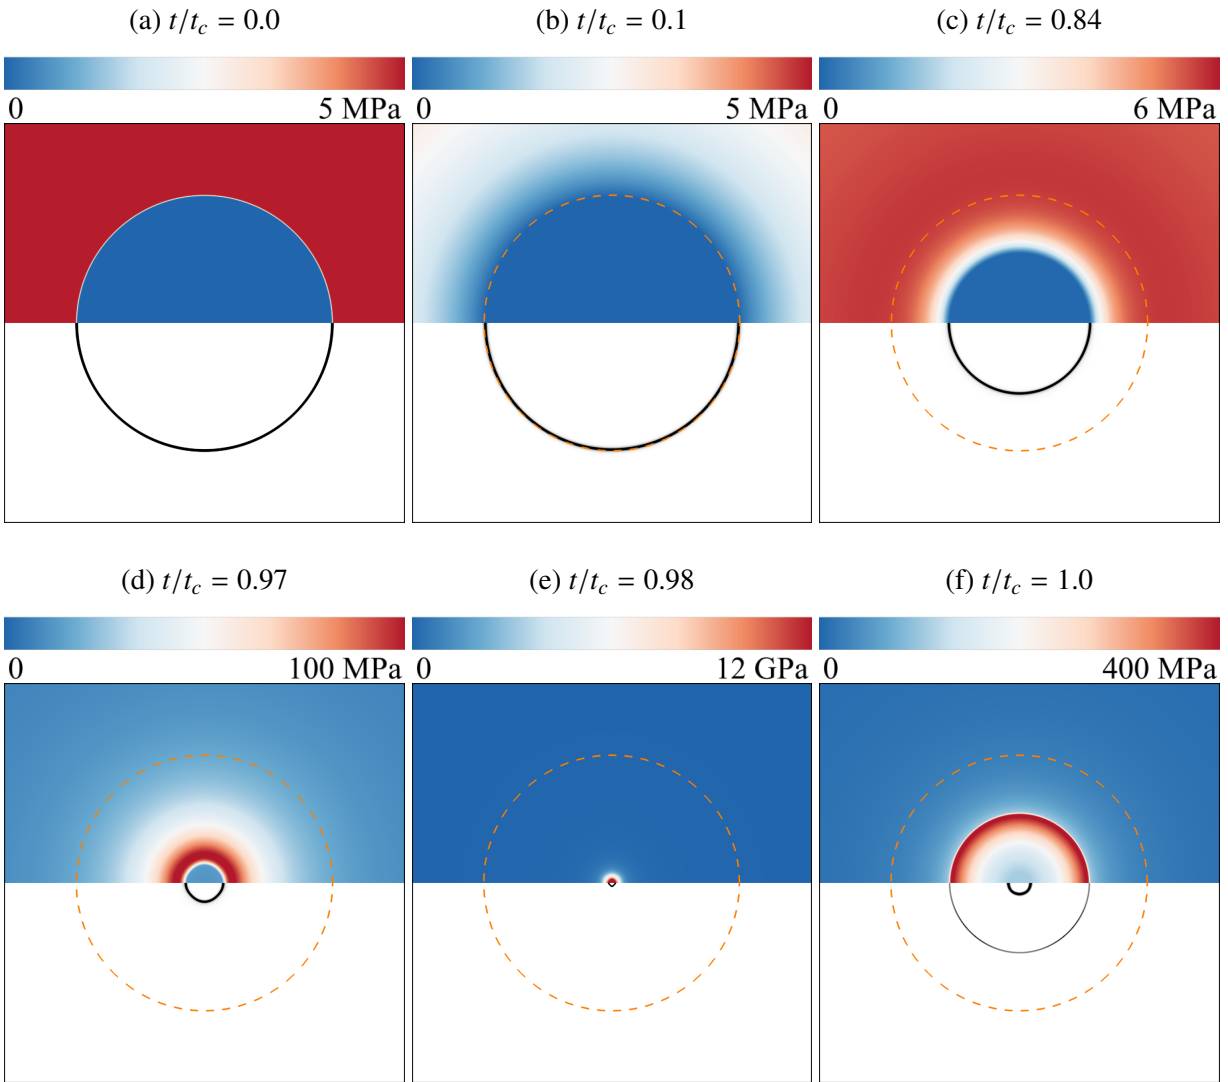 (a) t/t_c = 0.0
(b) t/t_c = 0.1
(c) t/t_c = 0.84
0 5 MPa
0 5 MPa
0 6 MPa
(d) t/t_c = 0.97
(e) t/t_c = 0.98
(f) t/t_c = 1.0
0 100 MPa
0 12 GPa
0 400 MPa